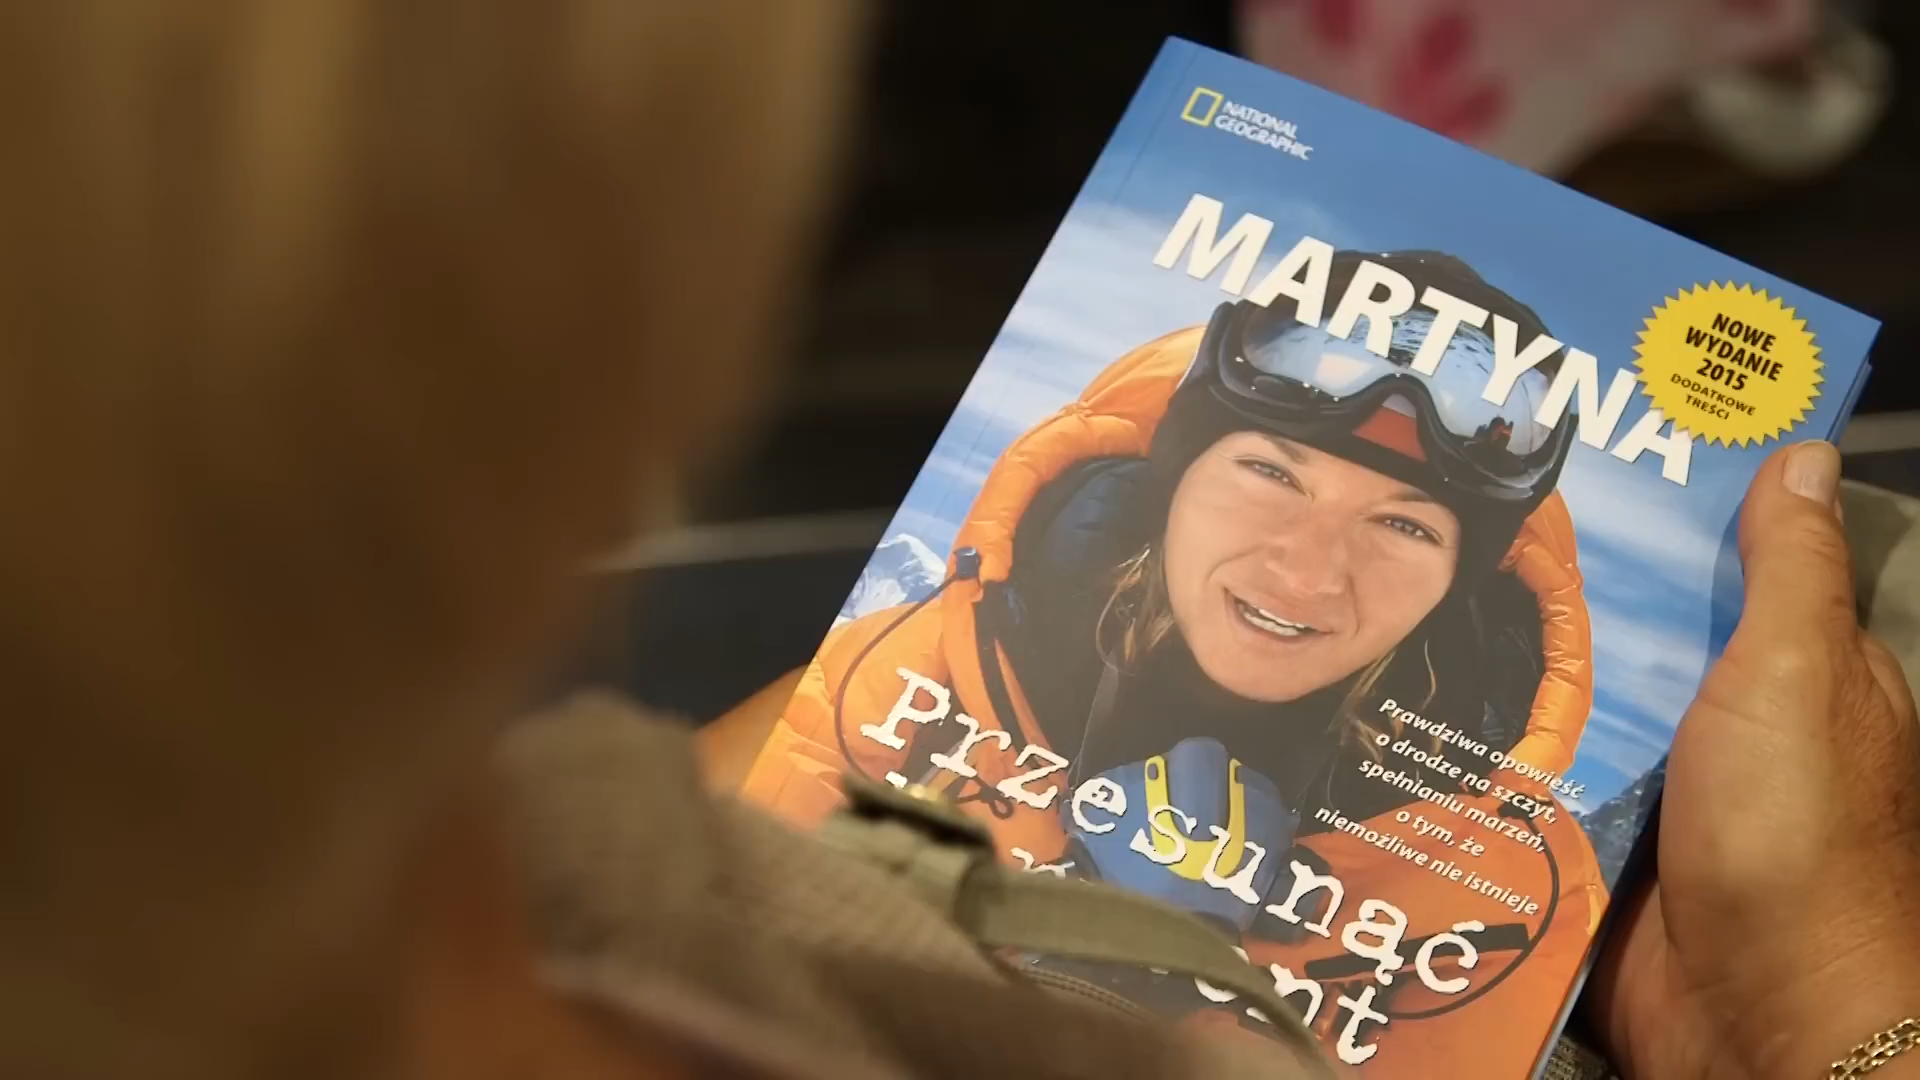 NATIONAL
GEOGRAPHIC
MARTYNA
NOWE
WYDANIE
2015
DODATKOWE
TREŚCI
Prawdziwa opowieść
o drodze na szczyt,
spełnianiu marzeń,
o tym, że
niemożliwe nie istnieje
Przesunąć